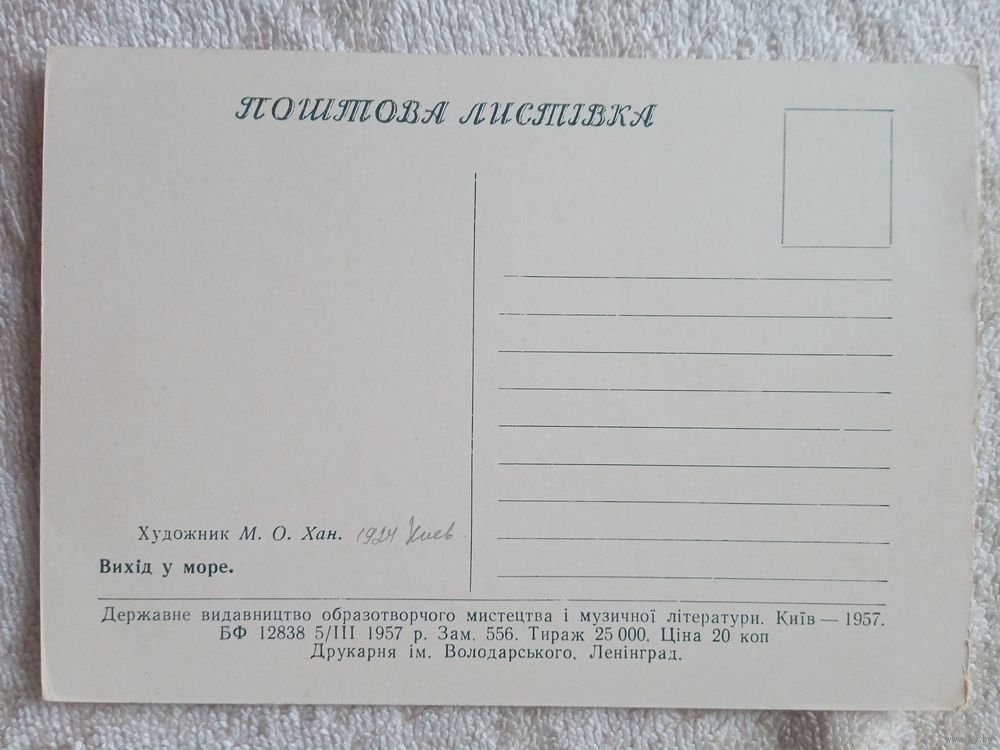 ПОШТОВА ЛИСТІВКА
Художник М. О. Хан. 1924 Киев
Вихід у море.
Державне видавництво образотворчого мистецтва і музичної літератури. Київ — 1957.
БФ 12838 5/III 1957 р. Зам. 556. Тираж 25 000. Ціна 20 коп
Друкарня ім. Володарського, Ленінград.